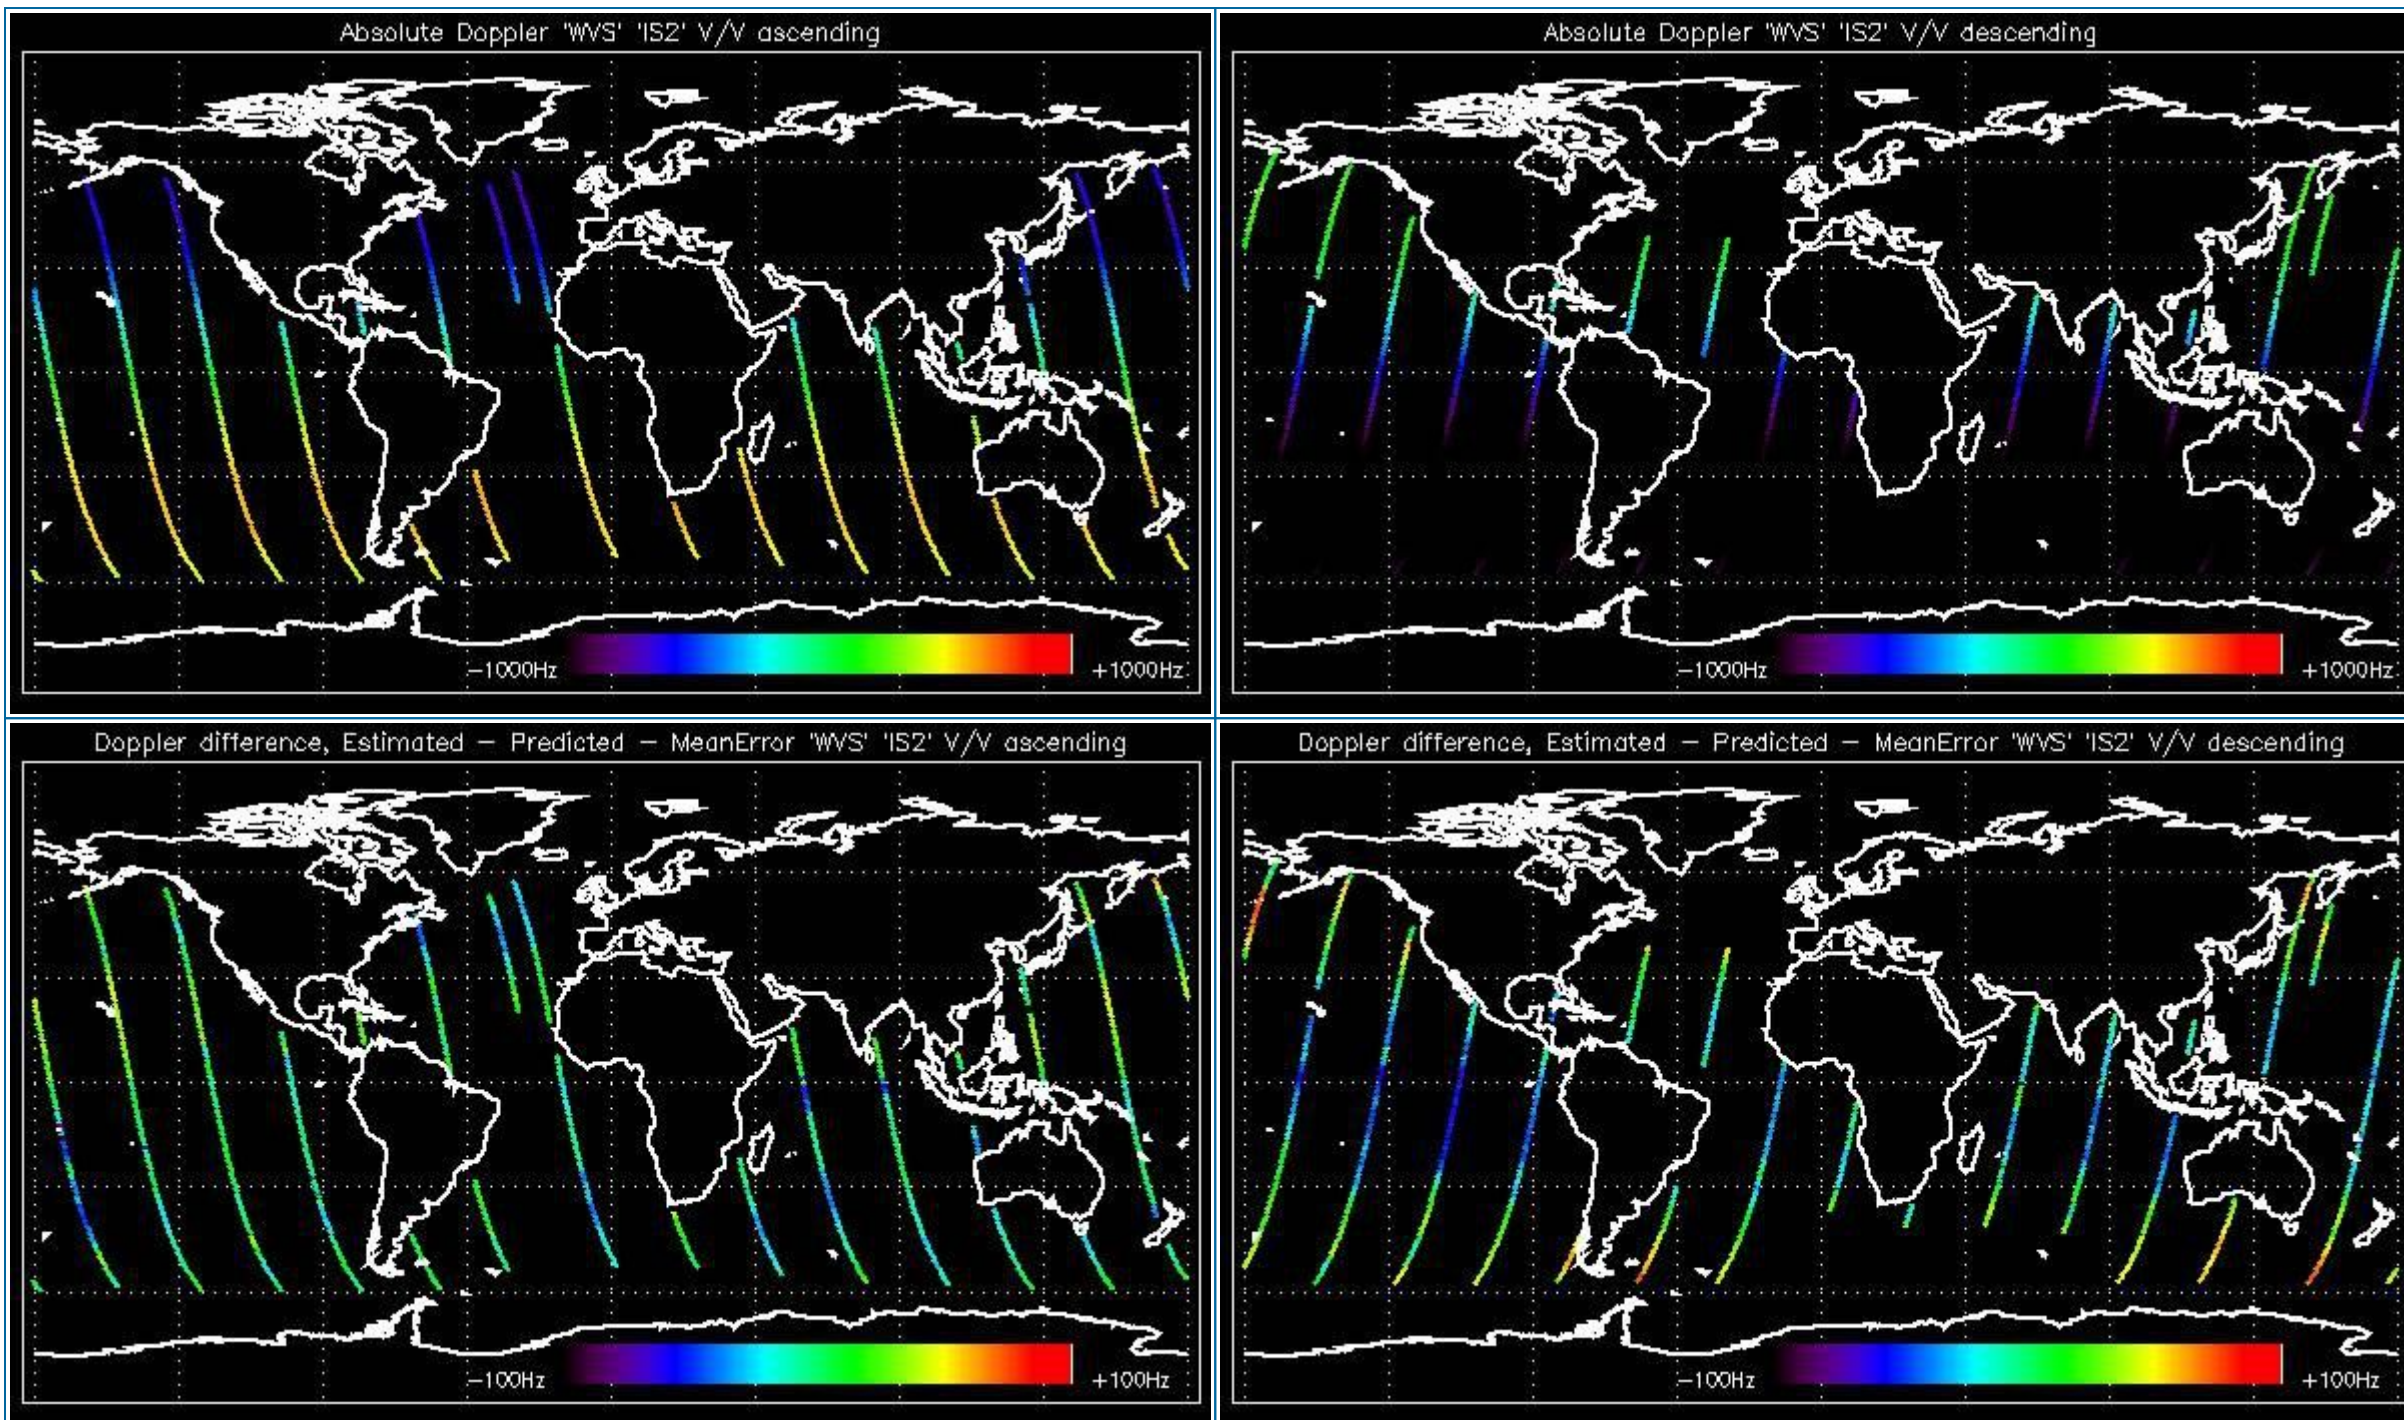 Absolute Doppler 'WVS' 'IS2' V/V ascending
-1000Hz
+1000Hz
Absolute Doppler 'WVS' 'IS2' V/V descending
-1000Hz
+1000Hz
Doppler difference, Estimated - Predicted - MeanError 'WVS' 'IS2' V/V ascending
-100Hz
+100Hz
Doppler difference, Estimated - Predicted - MeanError 'WVS' 'IS2' V/V descending
-100Hz
+100Hz